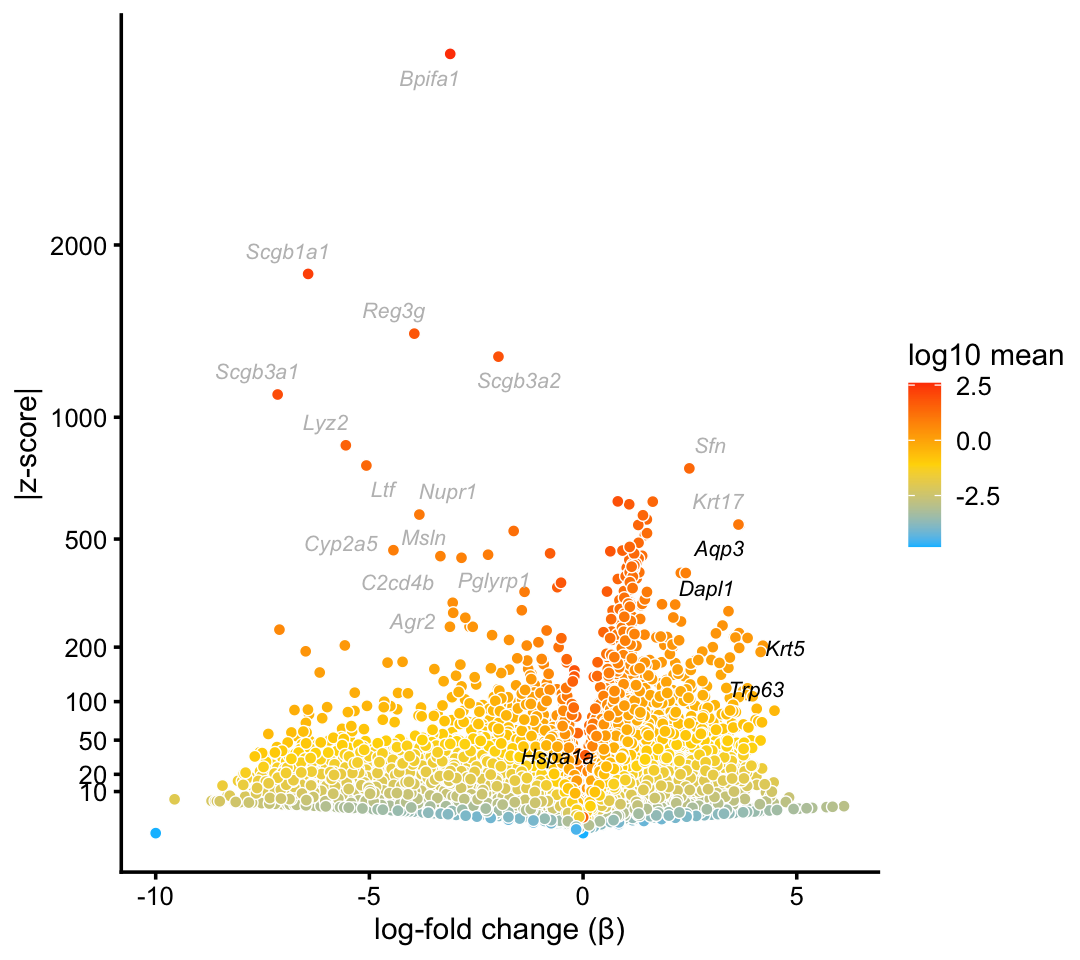 Bpifa1
Scgb1a1
2000
Reg3g
Scgb3a1
Scgb3a2
log10 mean
2.5
0.0
-2.5
1000
Lyz2
Sfn
Ltf
Nupr1
Krt17
500
Cyp2a5
Msln
Aqp3
C2cd4b
Pglyrp1
Dapl1
Agr2
200
Krt5
100
Trp63
50
Hspa1a
20
10
|z-score|
-10
-5
0
5
log-fold change (β)